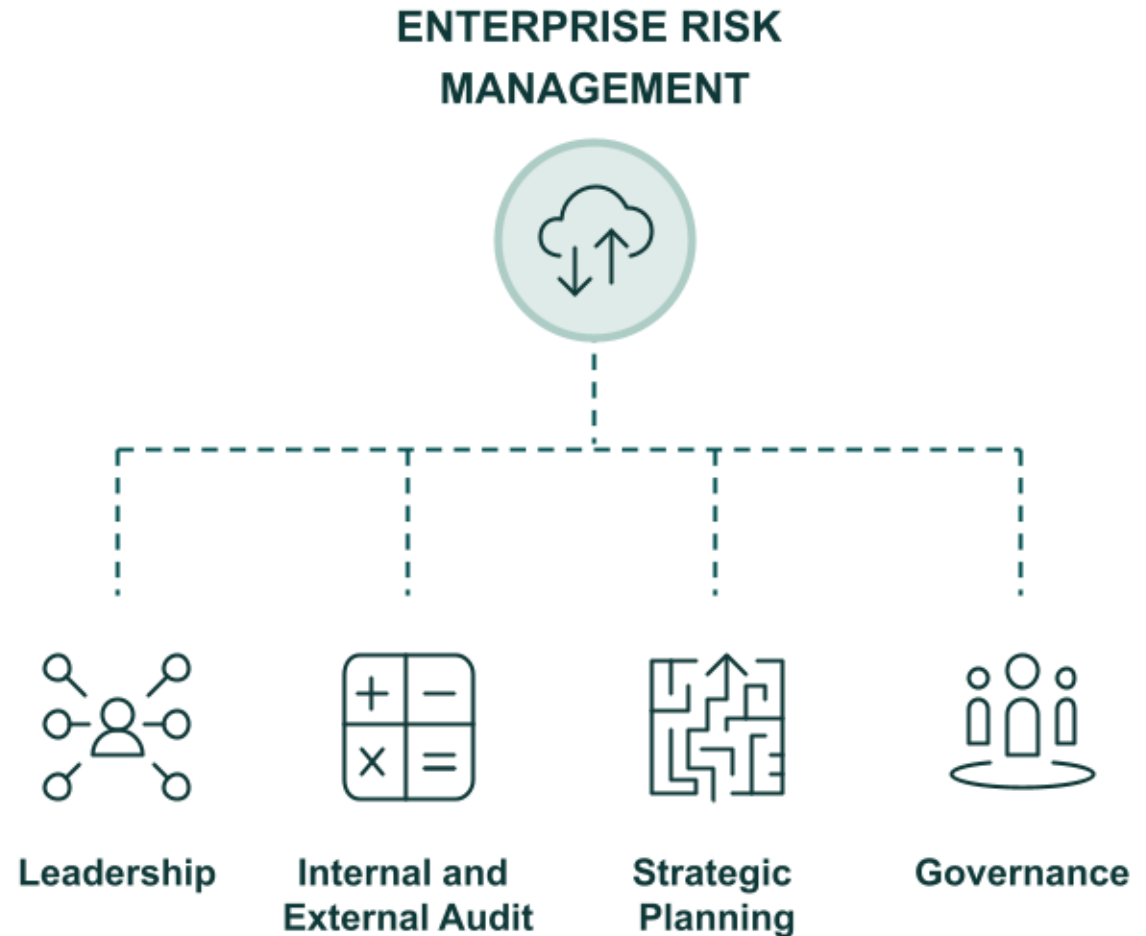 ENTERPRISE RISK
MANAGEMENT
Leadership
Internal and
External Audit
Strategic
Planning
Governance